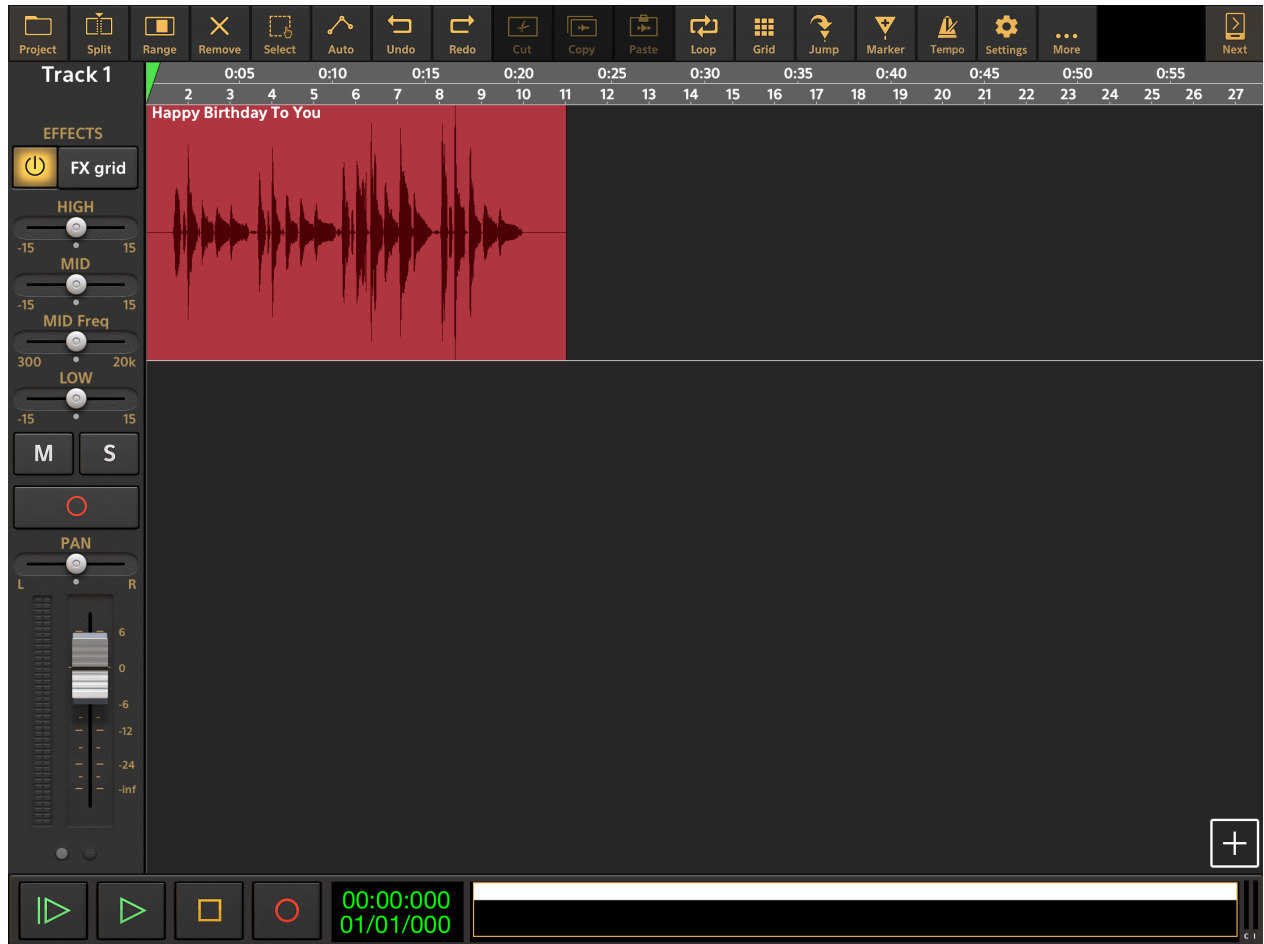 Project Split Range Remove Select Auto Undo Redo Cut Copy Paste Loop Grid Jump Marker Tempo Settings More Next
Track 1
0:05 0:10 0:15 0:20 0:25 0:30 0:35 0:40 0:45 0:50 0:55
2 3 4 5 6 7 8 9 10 11 12 13 14 15 16 17 18 19 20 21 22 23 24 25 26 27
Happy Birthday To You
EFFECTS
FX grid
HIGH
-15 15
MID
-15 15
MID Freq
300 20k
LOW
-15 15
M S
PAN
L R
6
0
-6
-12
-24
-inf
00:00:000
01/01/000
C I